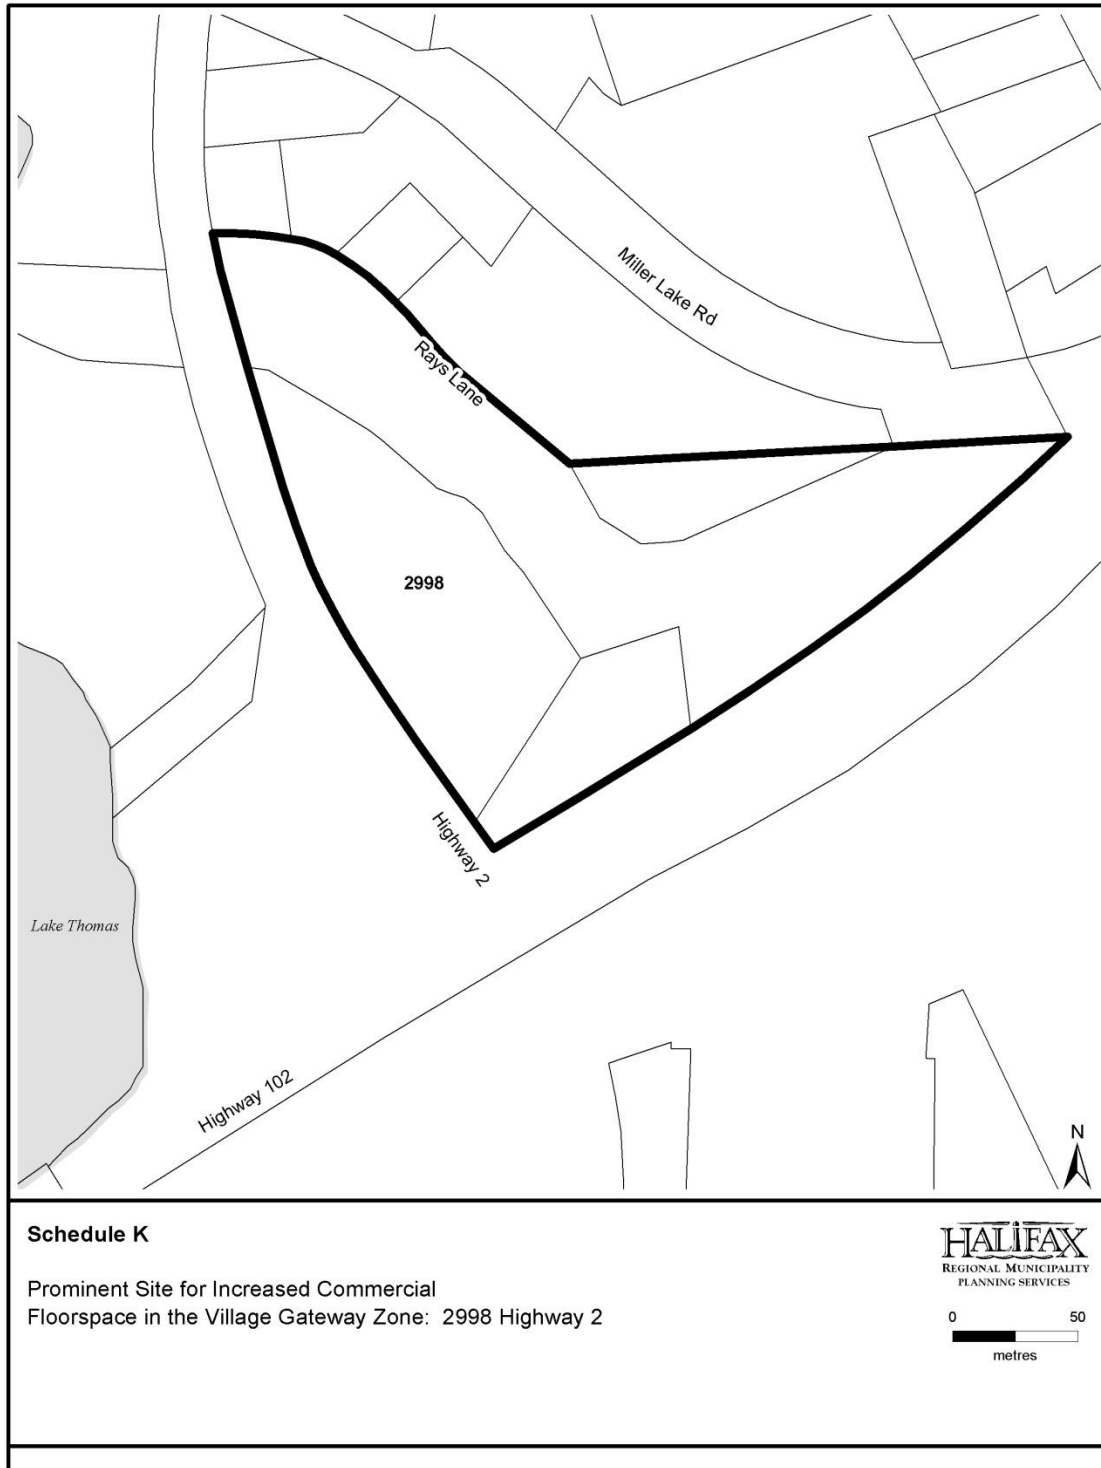 Miller Lake Rd
Rays Lane
2998
Highway 2
Lake Thomas
Highway 102
N
Schedule K
Prominent Site for Increased Commercial
Floorspace in the Village Gateway Zone: 2998 Highway 2
HALIFAX
REGIONAL MUNICIPALITY
PLANNING SERVICES
0 50
metres